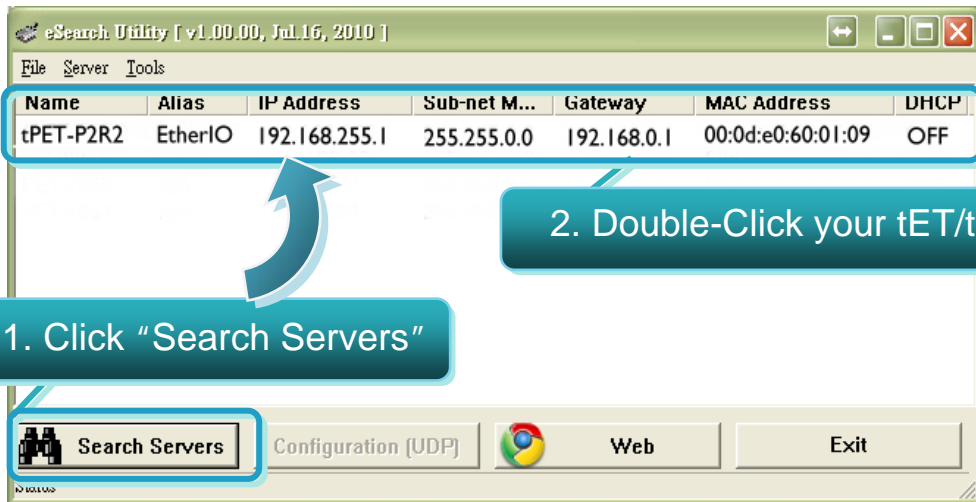 eSearch Utility [ v1.00.00, Jul.16, 2010 ]
File Server Tools
Name Alias IP Address Sub-net M... Gateway MAC Address DHCP
tPET-P2R2 EtherIO 192.168.255.1 255.255.0.0 192.168.0.1 00:0d:e0:60:01:09 OFF
2. Double-Click your tET/t
1. Click “Search Servers”
Search Servers Configuration (UDP) Web Exit
Status